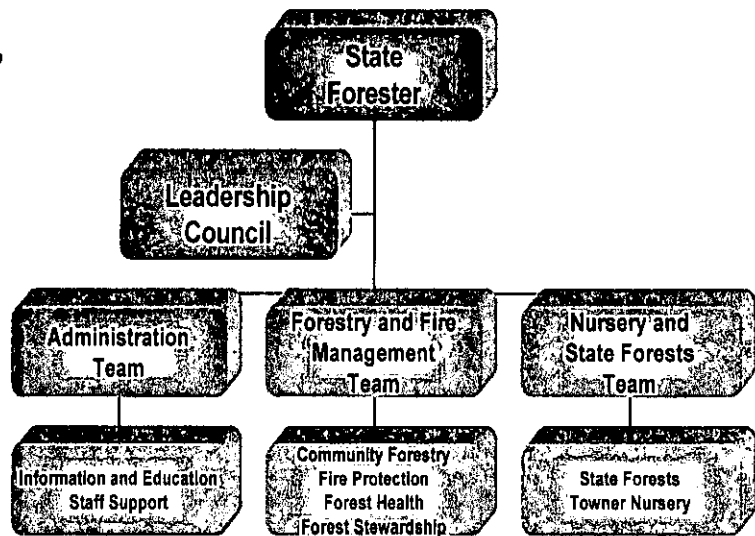 State
Forester
Leadership
Council
Administration
Team
Forestry and Fire
Management
Team
Nursery and
State Forests
Team
Information and Education
Staff Support
Community Forestry
Fire Protection
Forest Health
Forest Stewardship
State Forests
Towner Nursery